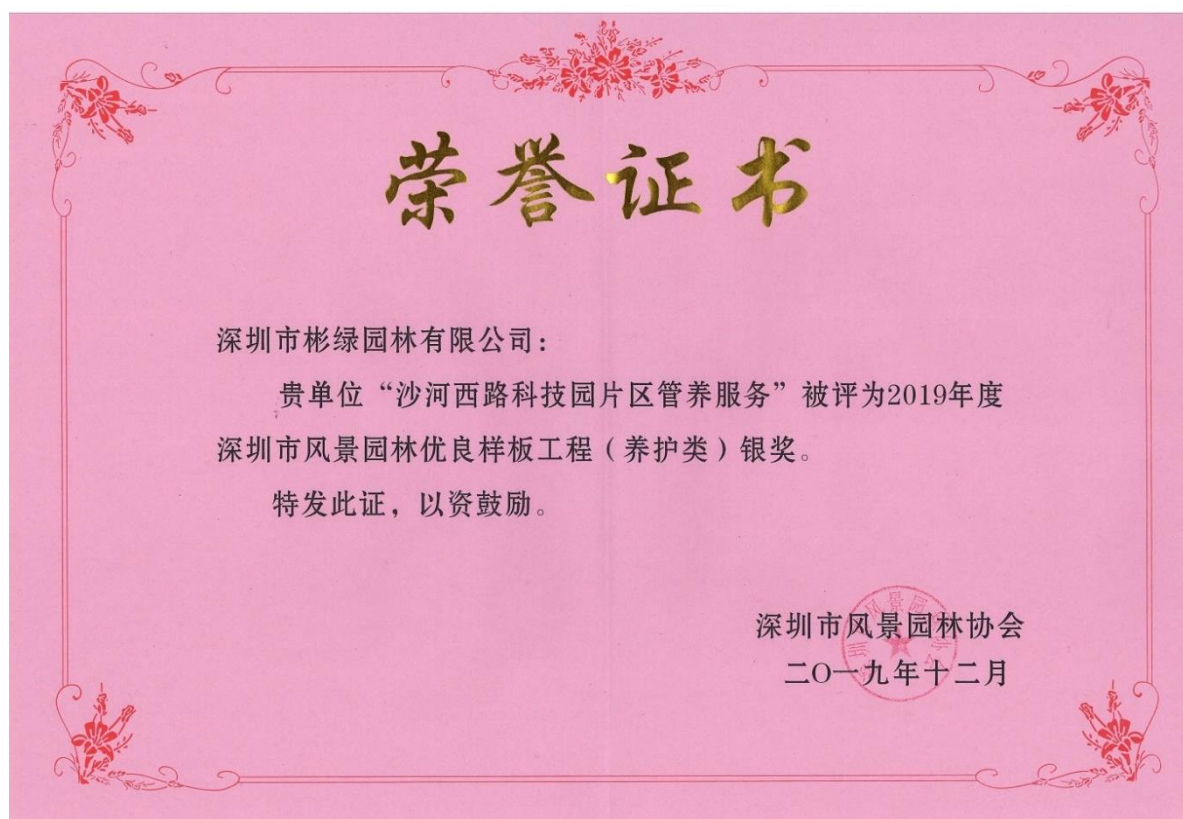 荣誉证书
深圳市彬绿园林有限公司：
贵单位“沙河西路科技园片区管养服务”被评为2019年度
深圳市风景园林优良样板工程（养护类）银奖。
特发此证，以资鼓励。
深圳市风景园林协会
二〇一九年十二月